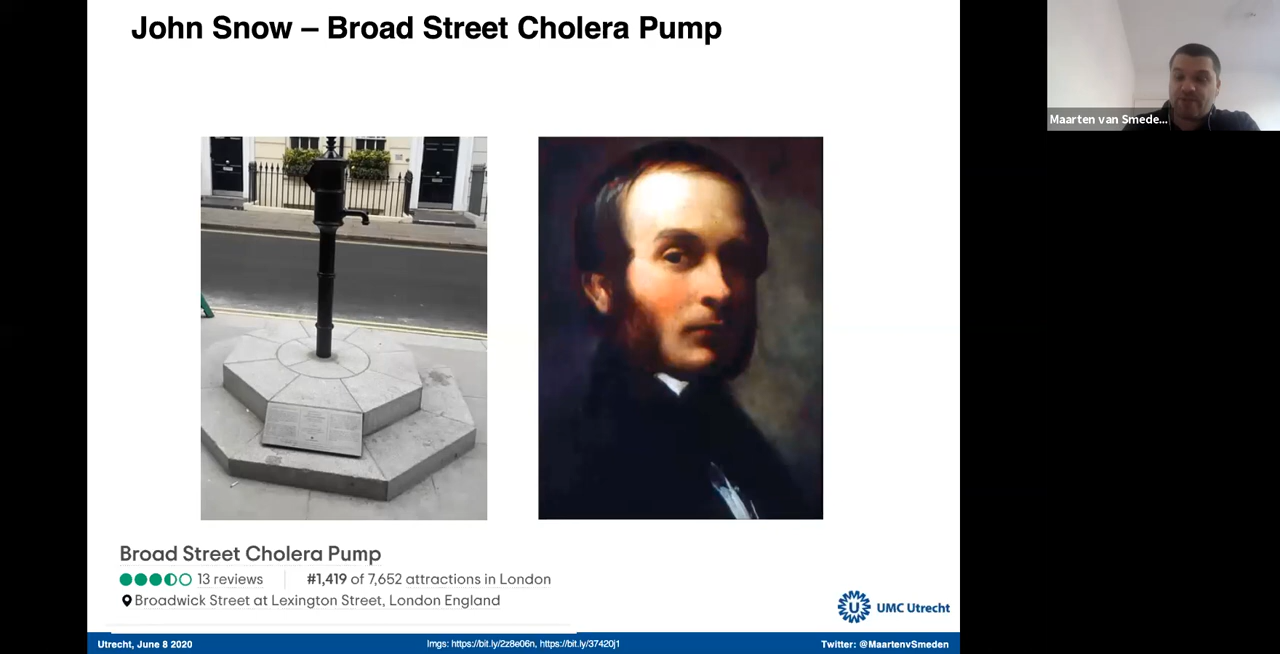 John Snow – Broad Street Cholera Pump
Maarten van Smede...
Broad Street Cholera Pump
13 reviews
#1,419 of 7,652 attractions in London
Broadwick Street at Lexington Street, London England
UMC Utrecht
Utrecht, June 8 2020
Imgs: https://bit.ly/2z8e06n, https://bit.ly/37420j1
Twitter: @MaartenvSmeden